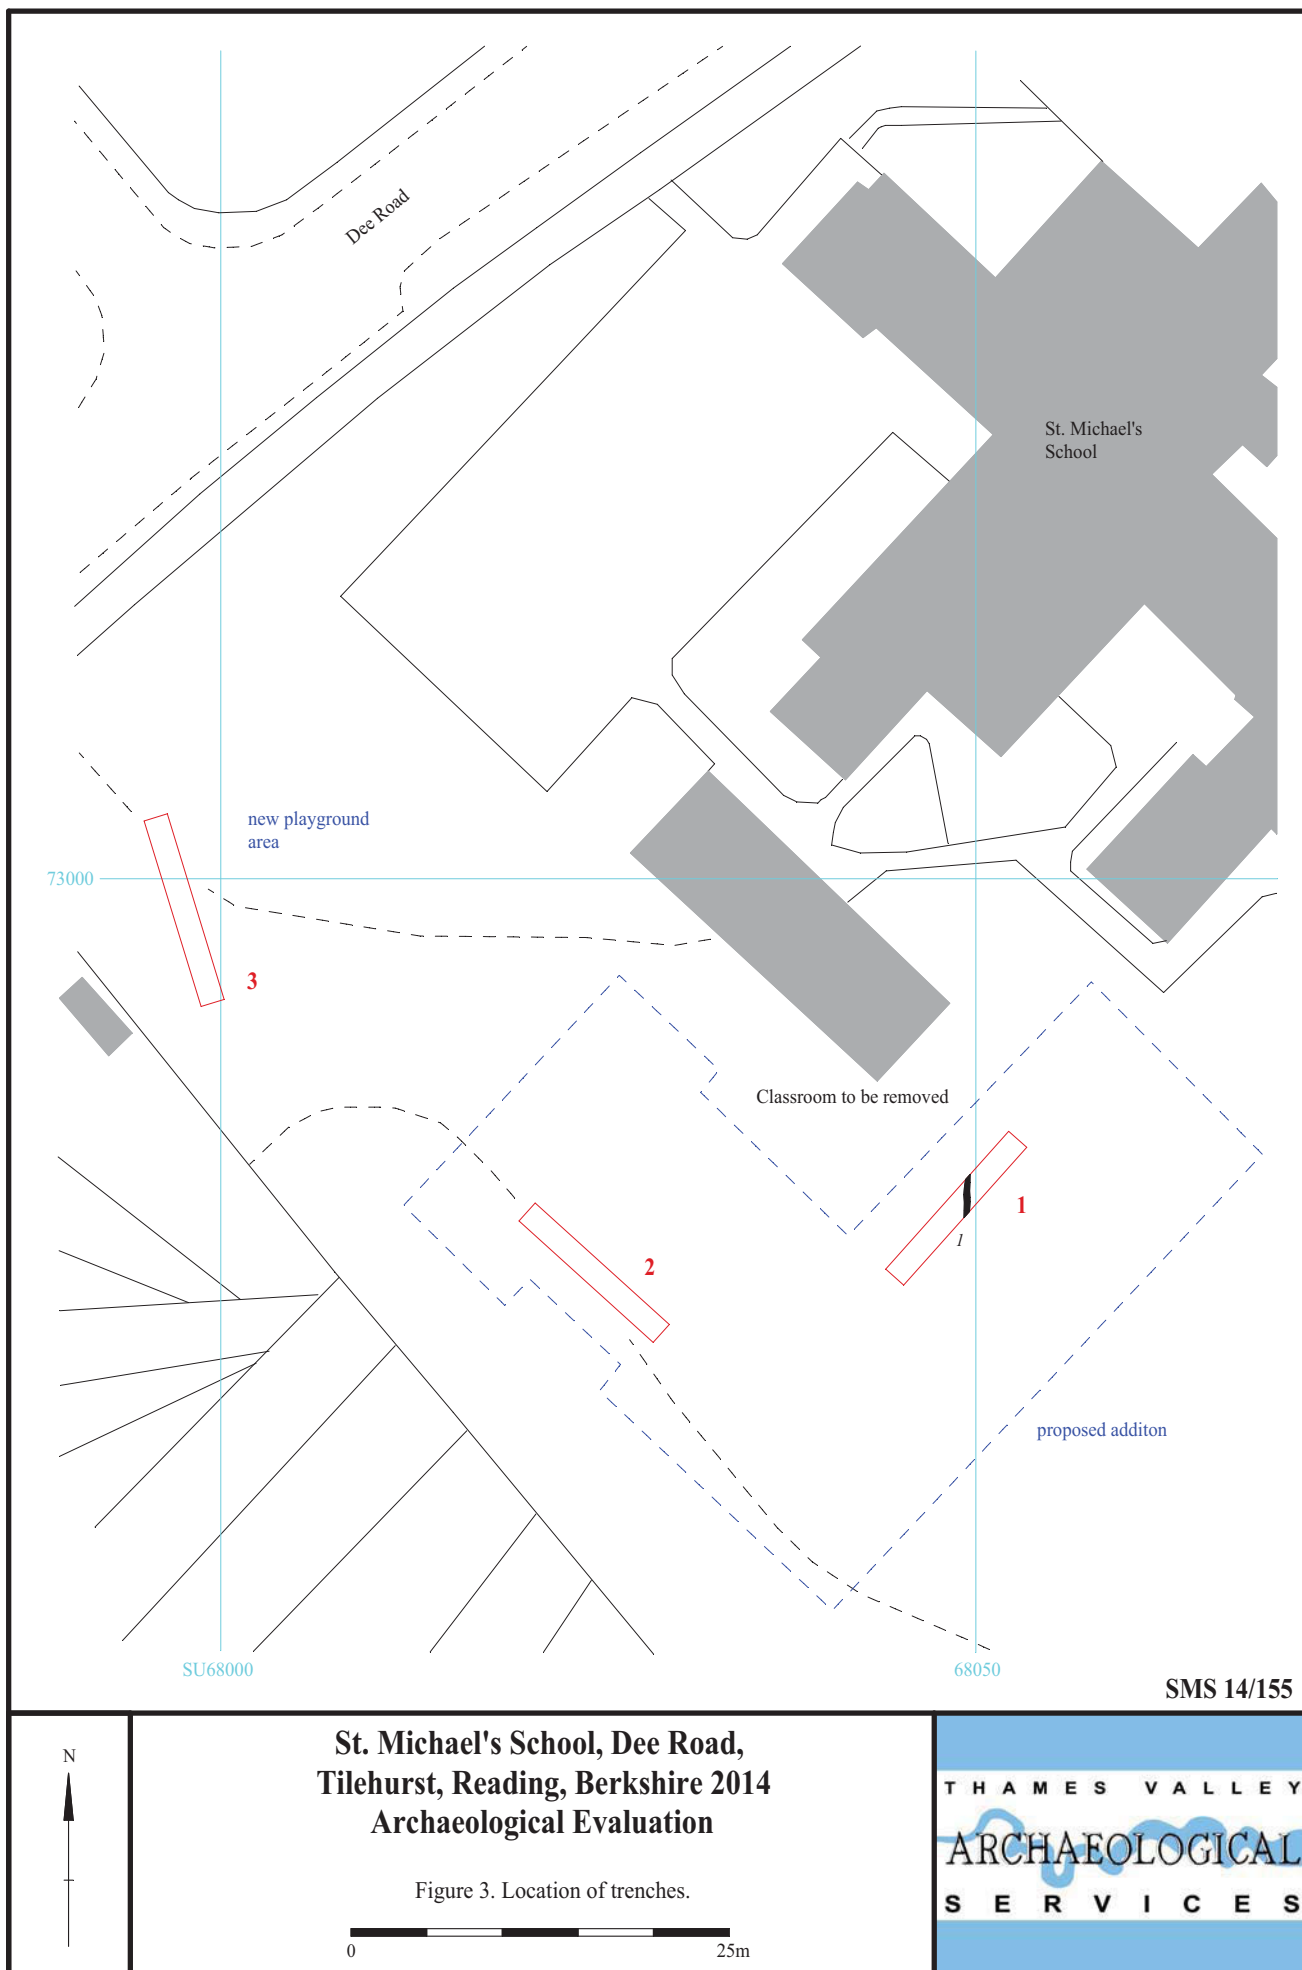 Dee Road
St. Michael's
School
new playground
area
73000
3
Classroom to be removed
1
1
2
proposed additon
SU68000
68050
SMS 14/155
N
St. Michael's School, Dee Road,
Tilehurst, Reading, Berkshire 2014
Archaeological Evaluation
Figure 3. Location of trenches.
0
25m
THAMES VALLEY
ARCHAEOLOGICAL
SERVICES